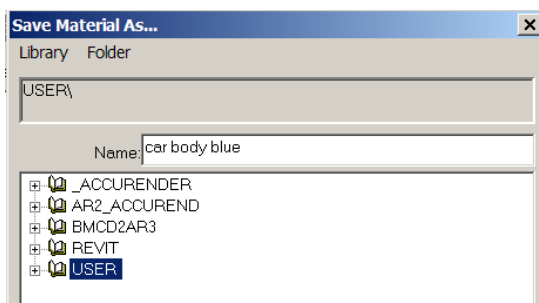 Save Material As...
Library Folder
USER\
Name: car body blue
_ACCURENDER
AR2_ACCUREND
BMCD2AR3
REVIT
USER